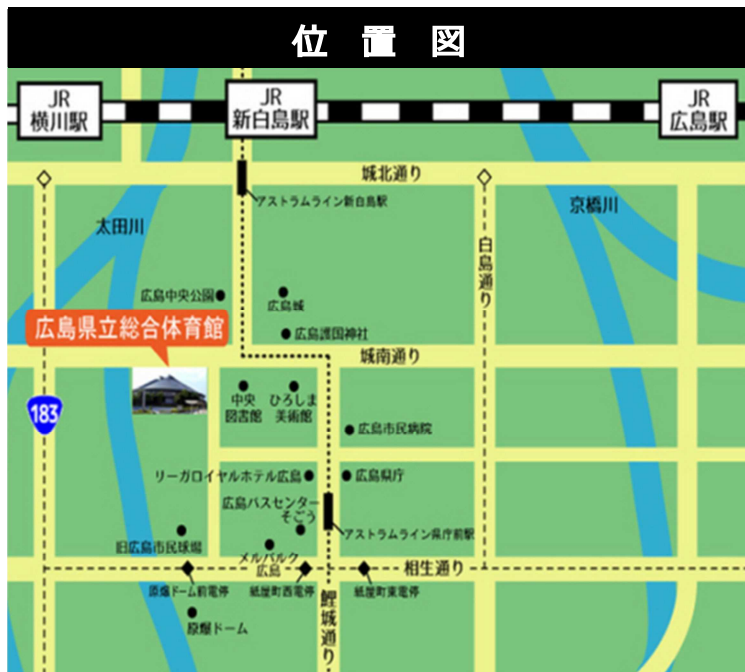 位置図
JR
横川駅
JR
新白島駅
JR
広島駅
城北通り
アストラムライン新白島駅
太田川
京橋川
白島通り
広島中央公園
広島城
広島県立総合体育館
広島護国神社
城南通り
183
中央
図書館
ひろしま
美術館
広島市民病院
リーガロイヤルホテル広島
広島県庁
広島バスセンター
そごう
アストラムライン県庁前駅
旧広島市民球場
メルパルク
広島
相生通り
原爆ドーム前電停
紙屋町西電停
紙屋町東電停
原爆ドーム
鯉城通り